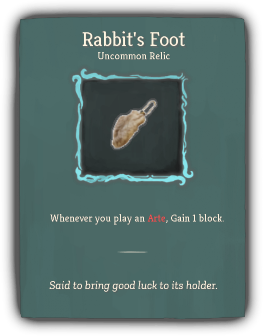 Rabbit's Foot
Uncommon Relic
Whenever you play an Arte, Gain 1 block.
Said to bring good luck to its holder.